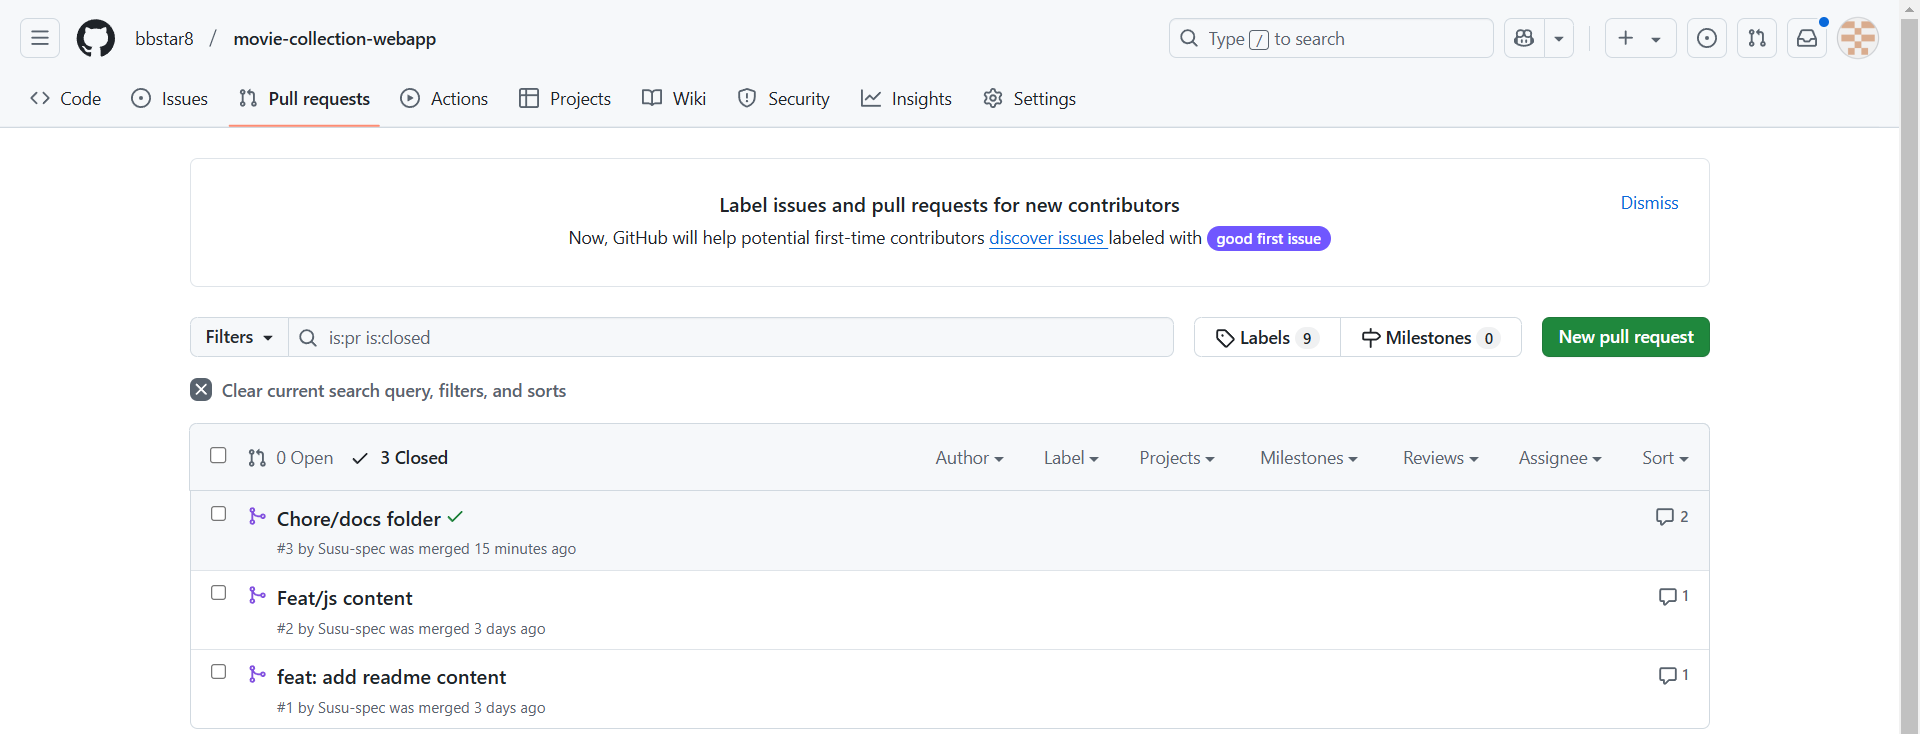 bbstar8 / movie-collection-webapp
Type / to search
Code Issues Pull requests Actions Projects Wiki Security Insights Settings
Label issues and pull requests for new contributors
Dismiss
Now, GitHub will help potential first-time contributors discover issues labeled with good first issue
Filters is:pr is:closed Labels 9 Milestones 0 New pull request
Clear current search query, filters, and sorts
0 Open 3 Closed Author Label Projects Milestones Reviews Assignee Sort
Chore/docs folder 2
#3 by Susu-spec was merged 15 minutes ago
Feat/js content 1
#2 by Susu-spec was merged 3 days ago
feat: add readme content 1
#1 by Susu-spec was merged 3 days ago